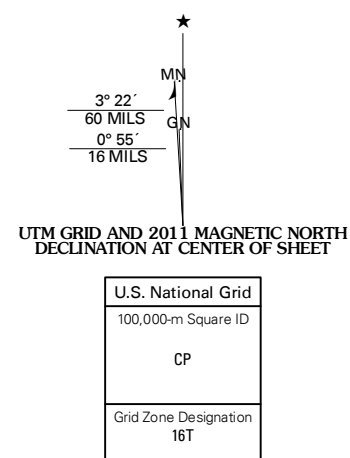 ★
MN
3° 22´
60 MILS
GN
0° 55´
16 MILS
UTM GRID AND 2011 MAGNETIC NORTH
DECLINATION AT CENTER OF SHEET
U.S. National Grid
100,000-m Square ID
CP
Grid Zone Designation
16T